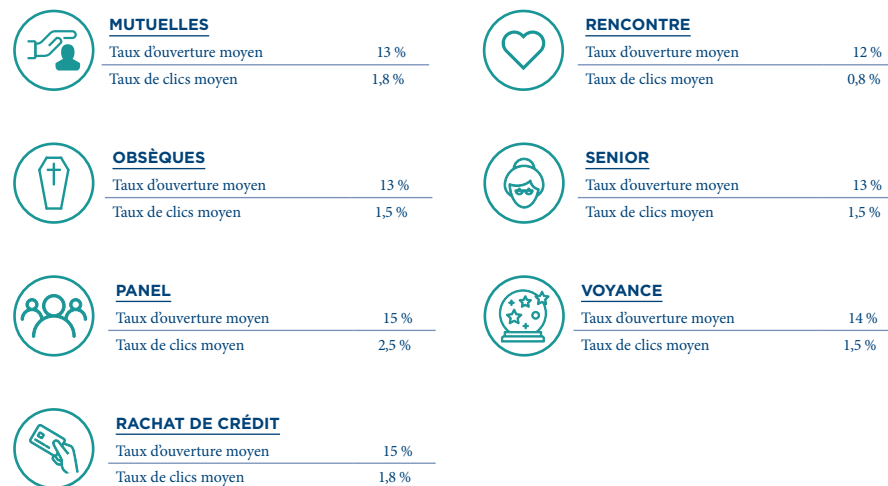 MUTUELLES
Taux d'ouverture moyen 13 %
Taux de clics moyen 1,8 %
OBSÈQUES
Taux d'ouverture moyen 13 %
Taux de clics moyen 1,5 %
PANEL
Taux d'ouverture moyen 15 %
Taux de clics moyen 2,5 %
RACHAT DE CRÉDIT
Taux d'ouverture moyen 15 %
Taux de clics moyen 1,8 %
RENCONTRE
Taux d'ouverture moyen 12 %
Taux de clics moyen 0,8 %
SENIOR
Taux d'ouverture moyen 13 %
Taux de clics moyen 1,5 %
VOYANCE
Taux d'ouverture moyen 14 %
Taux de clics moyen 1,5 %